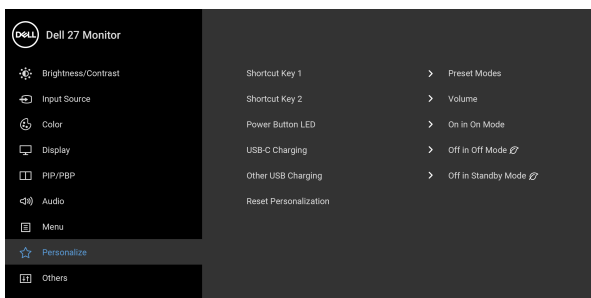 DELL Dell 27 Monitor
Brightness/Contrast Shortcut Key 1 Preset Modes
Input Source Shortcut Key 2 Volume
Color Power Button LED On in On Mode
Display USB-C Charging Off in Off Mode
PIP/PBP Other USB Charging Off in Standby Mode
Audio Reset Personalization
Menu
Personalize
Others